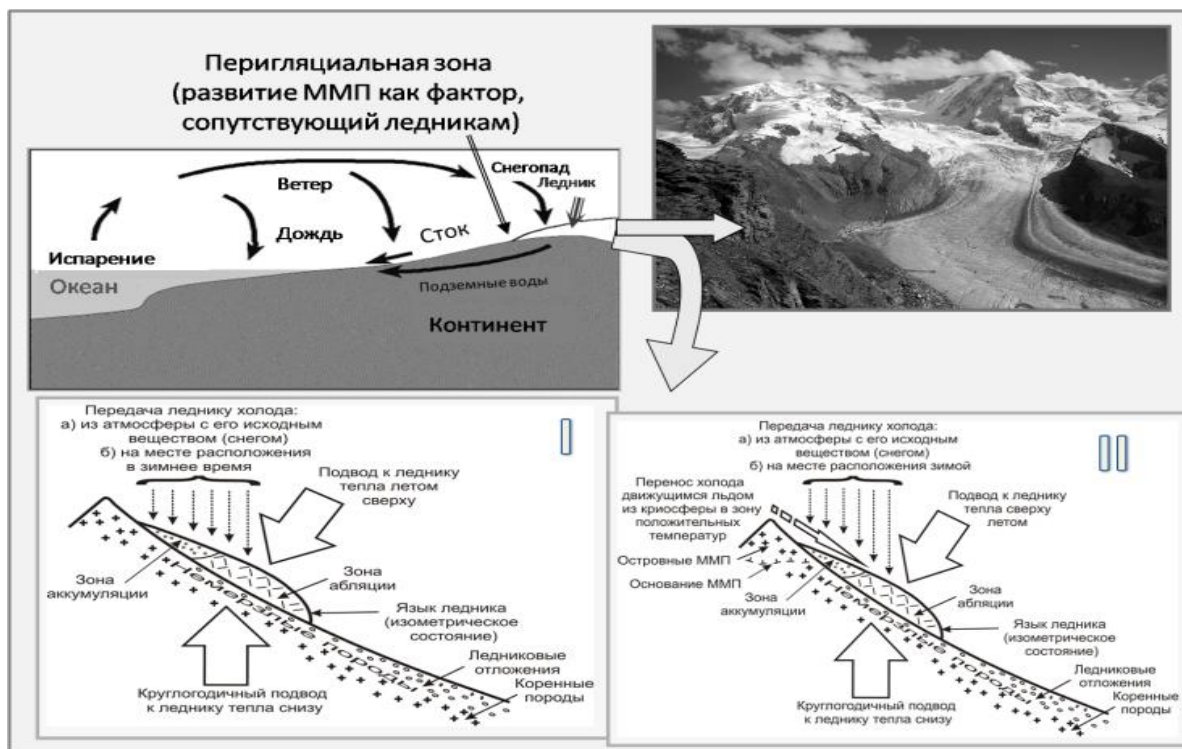 Перигляциальная зона
(развитие ММП как фактор,
сопутствующий ледникам)
Снегопад
Ледник
Ветер
Сток
Дождь
Испарение
Океан
Подземные воды
Континент
Передача леднику холода:
а) из атмосферы с его исходным
веществом (снегом)
б) на месте расположения
в зимнее время
I
Подвод к леднику
тепла летом
сверху
Зона
аккумуляции
Немерзлые породы
Зона
абляции
Язык ледника
(изометрическое
состояние)
Ледниковые
отложения
Коренные
породы
Круглогодичный подвод
к леднику тепла снизу
Передача леднику холода:
а) из атмосферы с его исходным
веществом (снегом)
б) на месте расположения зимой
II
Перенос холода
движущимся льдом
из криосферы в зону
положительных
температур
Подвод к леднику
тепла сверху
летом
Островные ММП
Основание ММП
Зона
аккумуляции
Немерзлые породы
Зона
абляции
Язык ледника
(изометрическое
состояние)
Ледниковые
отложения
Коренные
породы
Круглогодичный подвод
к леднику тепла снизу